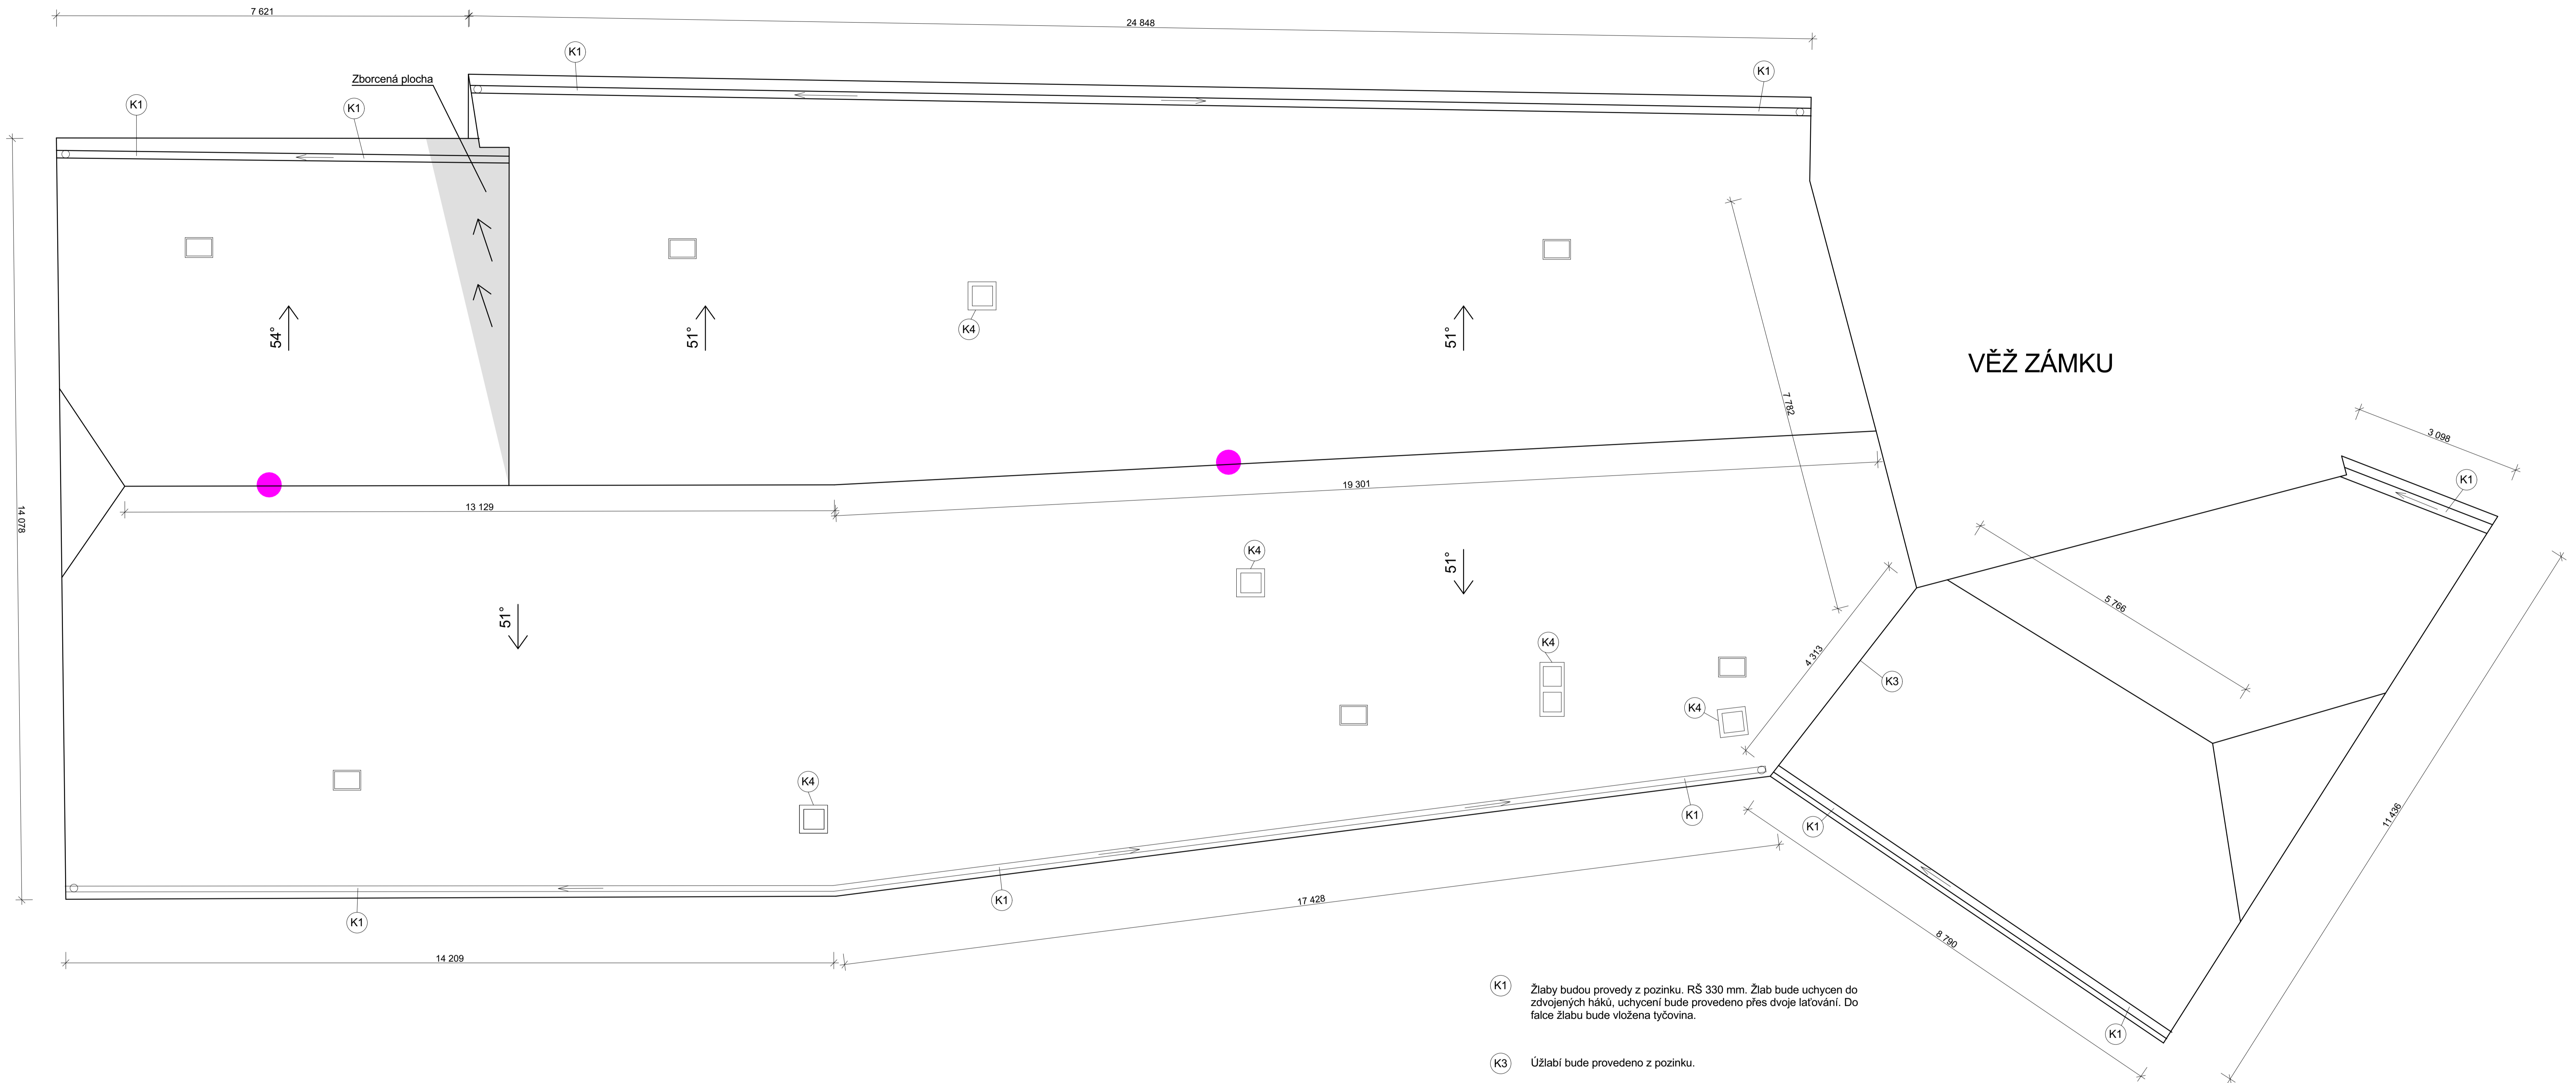 7 621
24 848
K1
Zborcená plocha
K1
K1
K1
54°
51°
K4
51°
VĚŽ ZÁMKU
7 782
3 098
K1
14 078
13 129
19 301
K4
51°
51°
5 766
K4
4 313
K3
K4
K4
K1
K1
11 436
K1
K1
17 428
8 790
14 209
K1
K1 Žlaby budou provedy z pozinku. RŠ 330 mm. Žlab bude uchycen do
zdvojených háků, uchycení bude provedeno přes dvoje laťování. Do
falce žlabu bude vložena tyčovina.
K3 Úžlabí bude provedeno z pozinku.